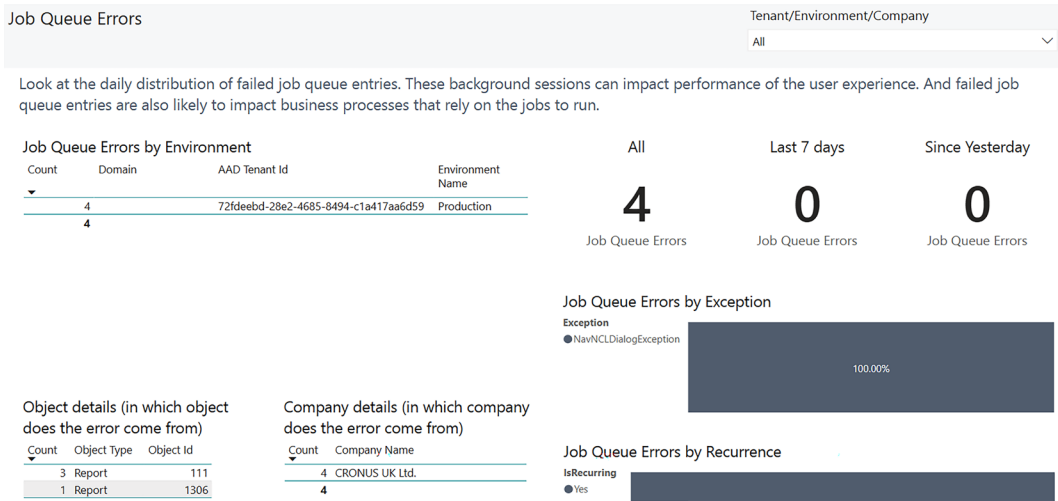 Job Queue Errors
Tenant/Environment/Company
All
Look at the daily distribution of failed job queue entries. These background sessions can impact performance of the user experience. And failed job
queue entries are also likely to impact business processes that rely on the jobs to run.
Job Queue Errors by Environment
Count Domain AAD Tenant Id Environment
Name
4 72fdeebd-28e2-4685-8494-c1a417aa6d59 Production
4
All Last 7 days Since Yesterday
4 0 0
Job Queue Errors Job Queue Errors Job Queue Errors
Job Queue Errors by Exception
Exception
NavNCLDialogException
100.00%
Object details (in which object
does the error come from)
Count Object Type Object Id
3 Report 111
1 Report 1306
Company details (in which company
does the error come from)
Count Company Name
4 CRONUS UK Ltd.
4
Job Queue Errors by Recurrence
IsRecurring
Yes